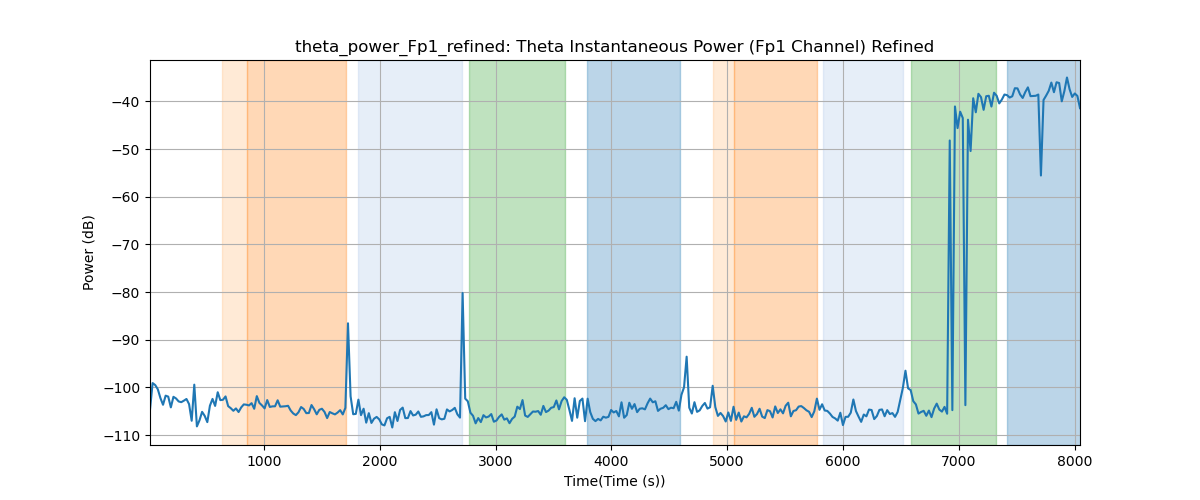 theta_power_Fp1_refined: Theta Instantaneous Power (Fp1 Channel) Refined
Power (dB)
−40
−50
−60
−70
−80
−90
−100
−110
1000 2000 3000 4000 5000 6000 7000 8000
Time(Time (s))